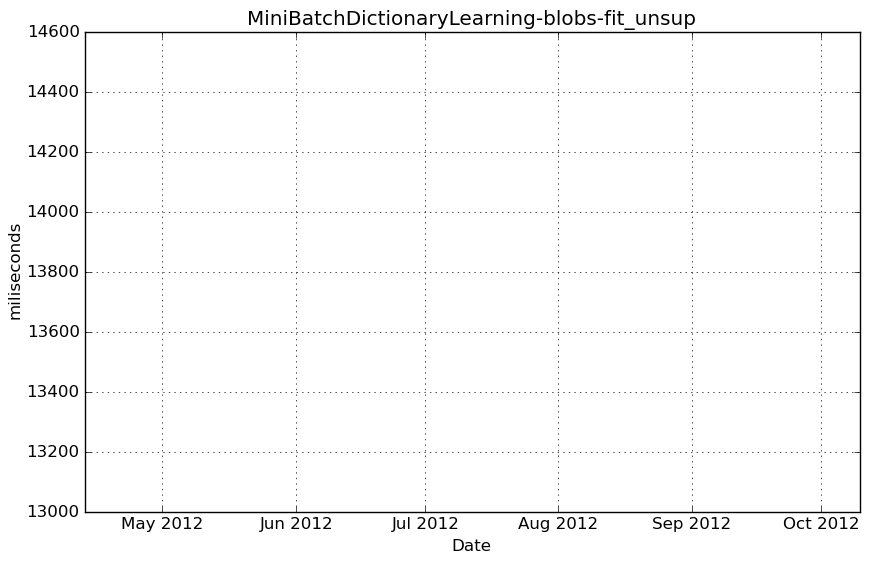 MiniBatchDictionaryLearning-blobs-fit_unsup
14600
14400
14200
14000
13800
13600
13400
13200
13000
miliseconds
May 2012 Jun 2012 Jul 2012 Aug 2012 Sep 2012 Oct 2012
Date